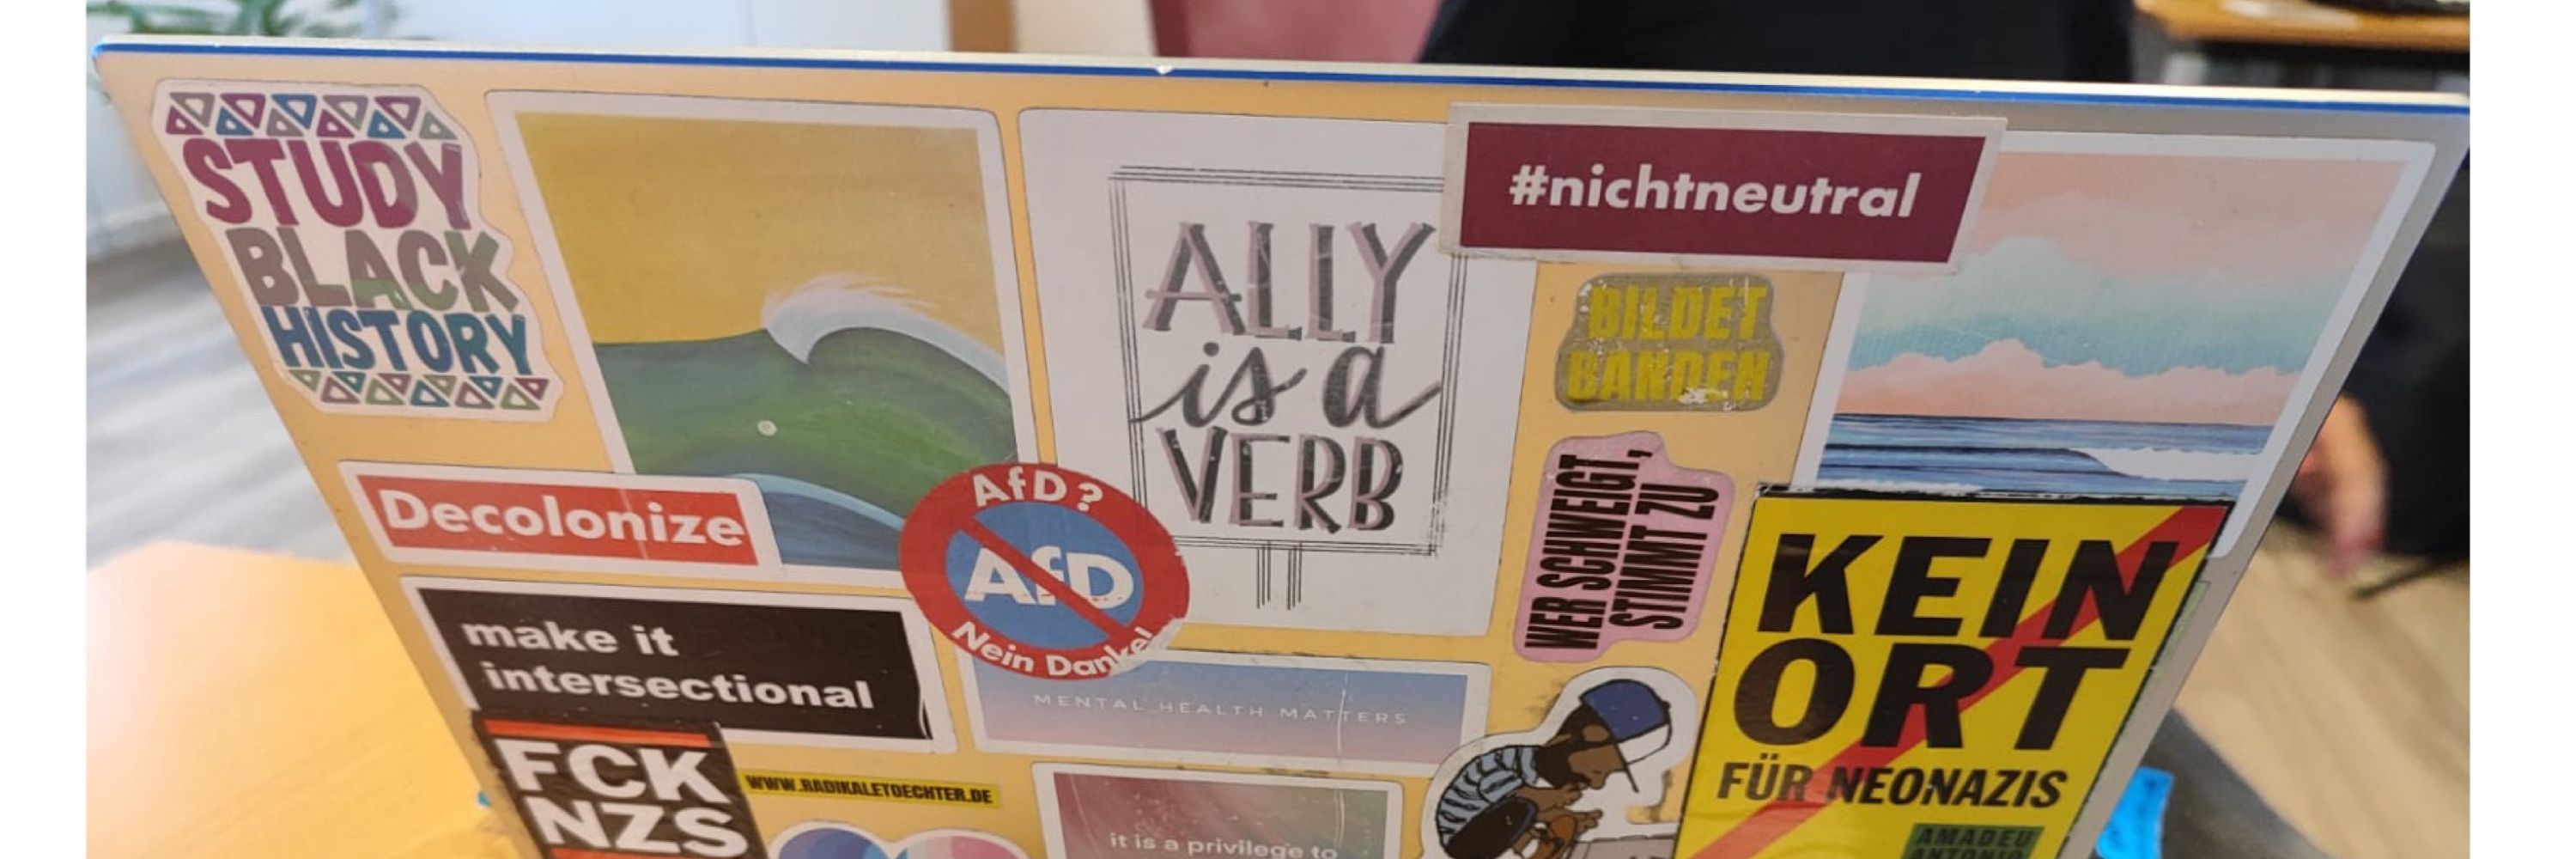 STUDY
BLACK
HISTORY
Decolonize
make it
intersectional
FCK
NZS
AfD?
AfD
Nein Danke!
WWW.RADIKALETOECHTER.DE
ALLY
is a
VERB
MENTAL HEALTH MATTERS
it is a privilege to
#nichtneutral
BILDET
BANDEN
WER SCHWEIGT,
STIMMT ZU
KEIN
ORT
FÜR NEONAZIS
AMADEU
ANTONIO